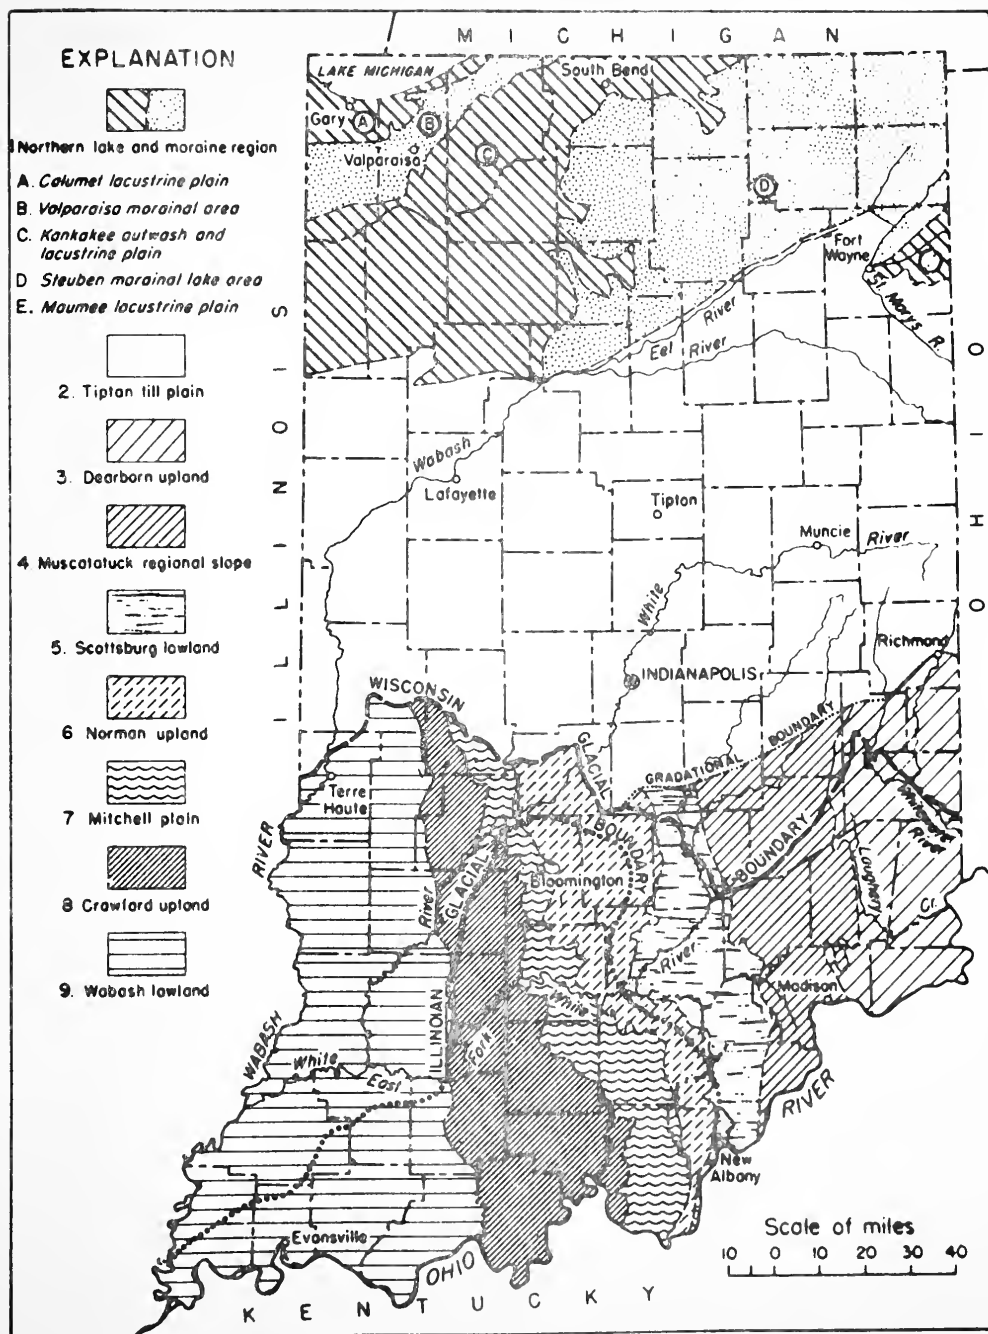 MICHIGAN
EXPLANATION
Northern lake and moraine region
A. Calumet lacustrine plain
B. Valparaiso morainal area
C. Kankakee outwash and
lacustrine plain
D Steuben morainal lake area
E. Maumee lacustrine plain
2. Tipton till plain
3. Dearborn upland
4 Muscatatuck regional slope
5. Scottsburg lowland
6 Norman upland
7 Mitchell plain
8 Crawford upland
9. Wabash lowland
LAKE MICHIGAN
South Bend
Gary
A
B
Valparaiso
C
D
Fort
Wayne
St. Marys R.
River
Eel River
ILLINOIS
OHIO
Wabash
Lafayette
Tipton
Muncie
River
White
Richmond
INDIANAPOLIS
WISCONSIN
GLACIAL
BOUNDARY
GRADATIONAL
BOUNDARY
Terre
Haute
RIVER
River
GLACIAL
BOUNDARY
Whitewater
River
Laughery
Cr.
Bloomington
River
Madison
White
WABASH
ILLINOIAN
Fork
White
East
RIVER
New
Albany
Evansville
OHIO
Scale of miles
10 0 10 20 30 40
KENTUCKY